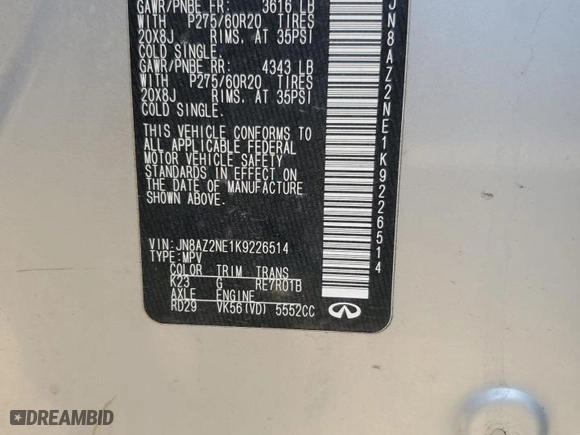 GAWR/PNBE FR: 3616 LB
WITH P275/60R20 TIRES
20X8J RIMS, AT 35PSI
COLD SINGLE.
GAWR/PNBE RR: 4343 LB
WITH P275/60R20 TIRES
20X8J RIMS, AT 35PSI
COLD SINGLE.
THIS VEHICLE CONFORMS TO
ALL APPLICABLE FEDERAL
MOTOR VEHICLE SAFETY
STANDARDS IN EFFECT ON
THE DATE OF MANUFACTURE
SHOWN ABOVE.
VIN:JN8AZ2NE1K9226514
TYPE:MPV
COLOR TRIM TRANS
K23 G RE7R01B
AXLE ENGINE
RD29 VK56(VD) 5552CC
JN8AZ2NE1K9226514
DREAMBID